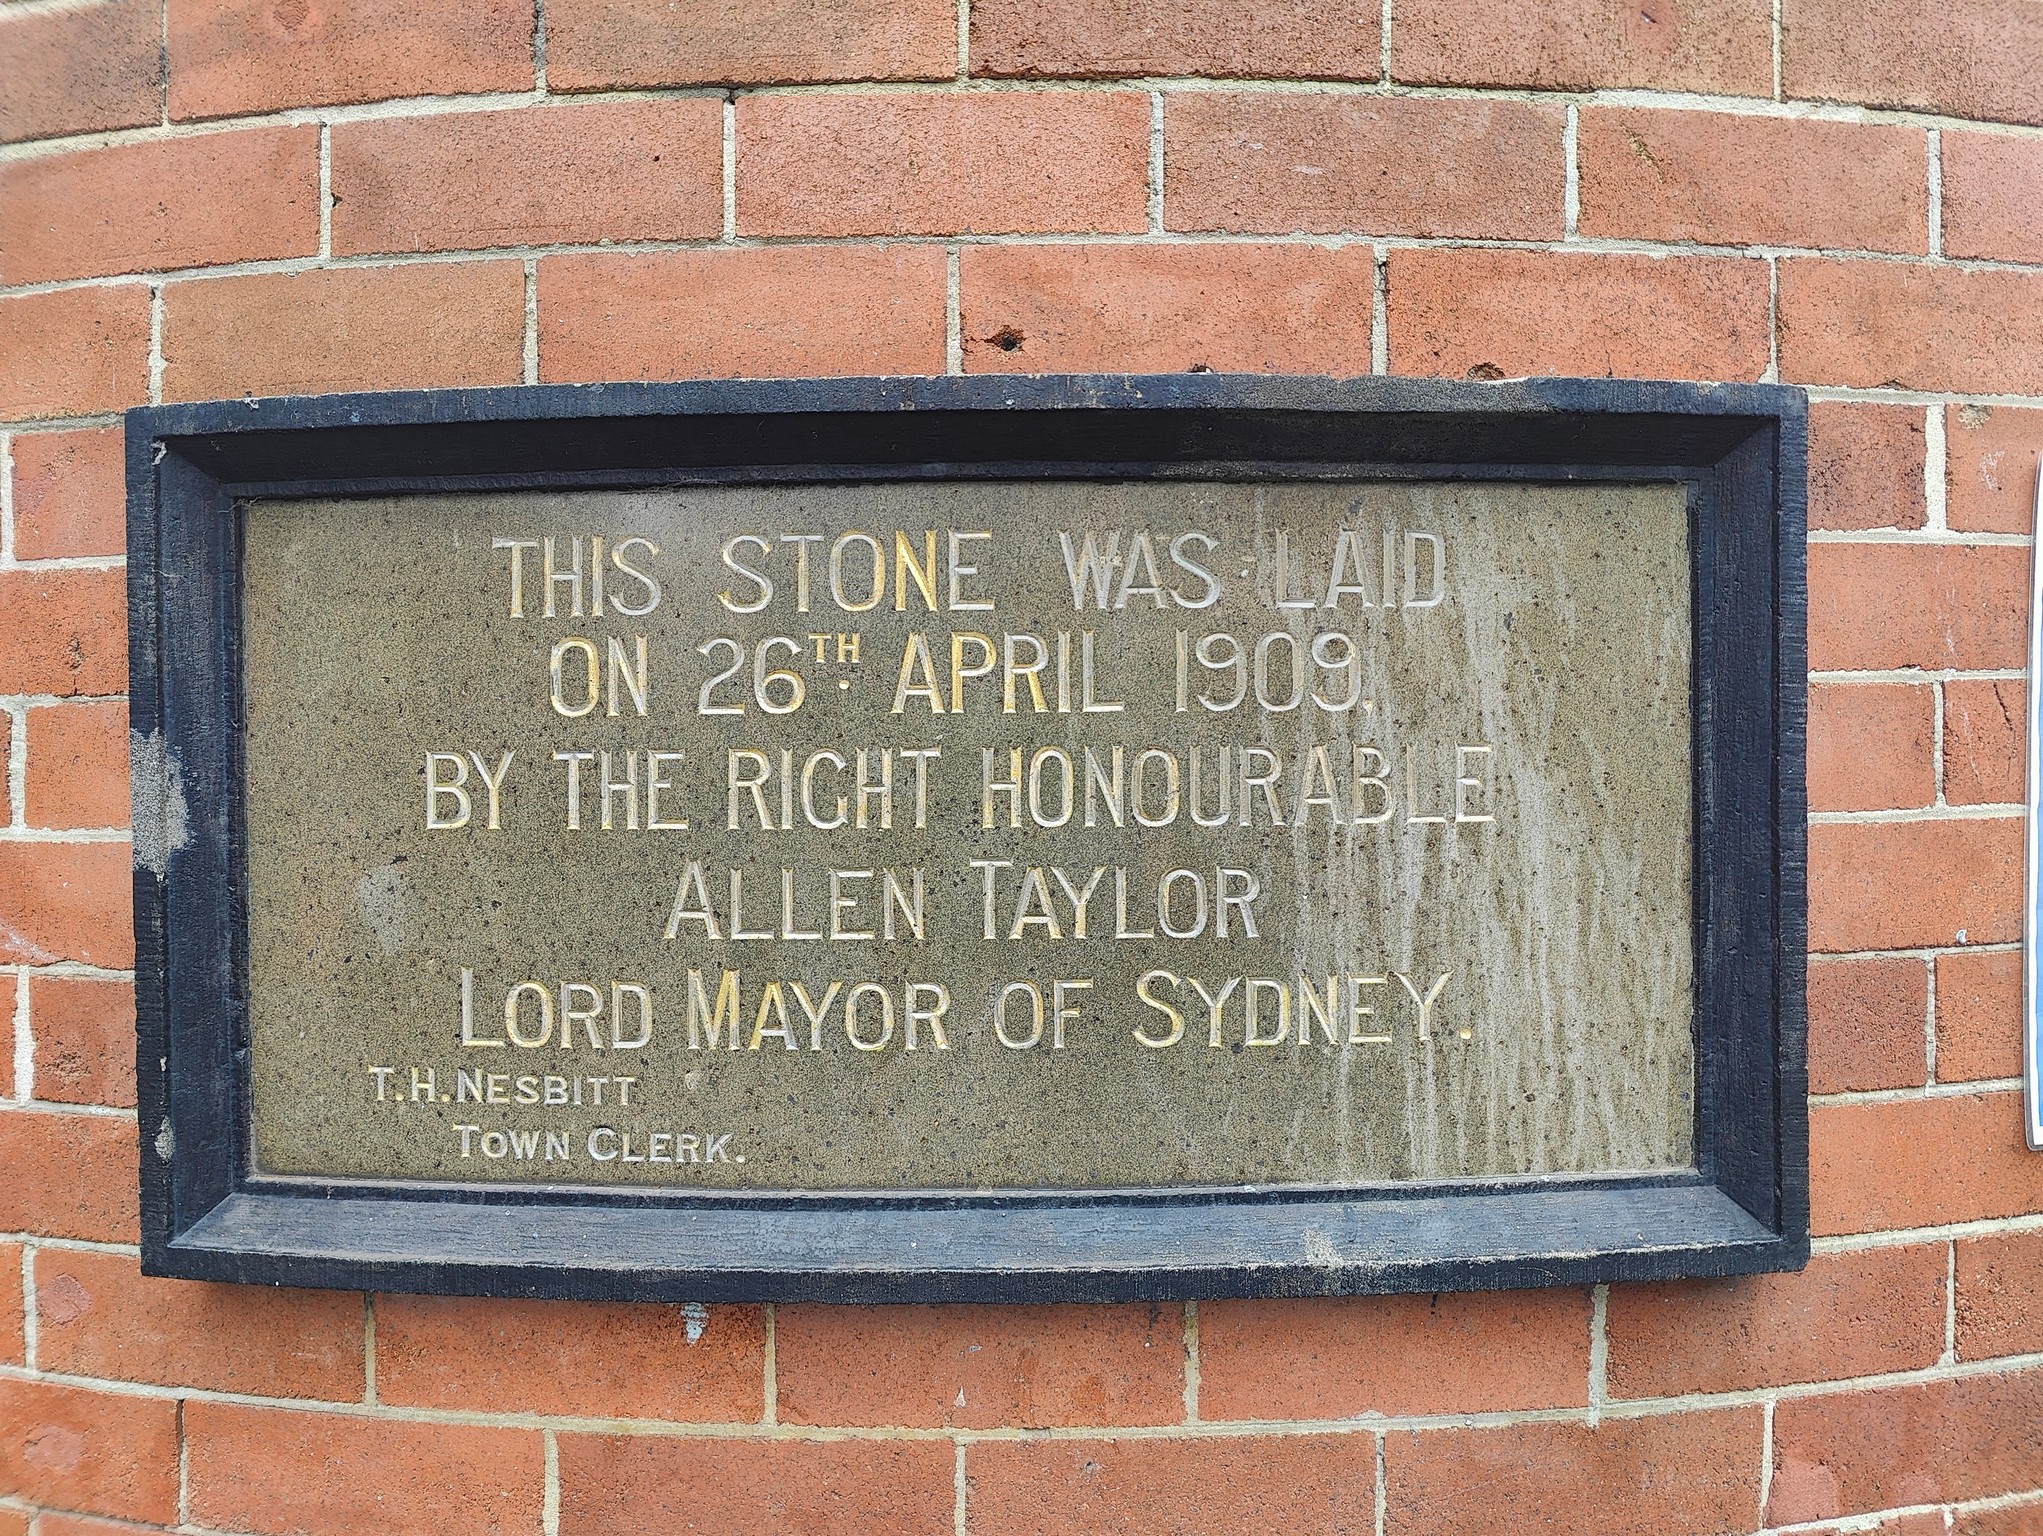 THIS STONE WAS LAID
ON 26TH. APRIL 1909.
BY THE RIGHT HONOURABLE
ALLEN TAYLOR
LORD MAYOR OF SYDNEY.
T.H. NESBITT
TOWN CLERK.